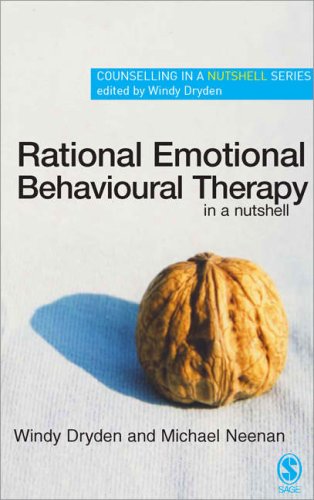 COUNSELLING IN A NUTSHELL SERIES
edited by Windy Dryden
Rational Emotional
Behavioural Therapy
in a nutshell
Windy Dryden and Michael Neenan
SAGE